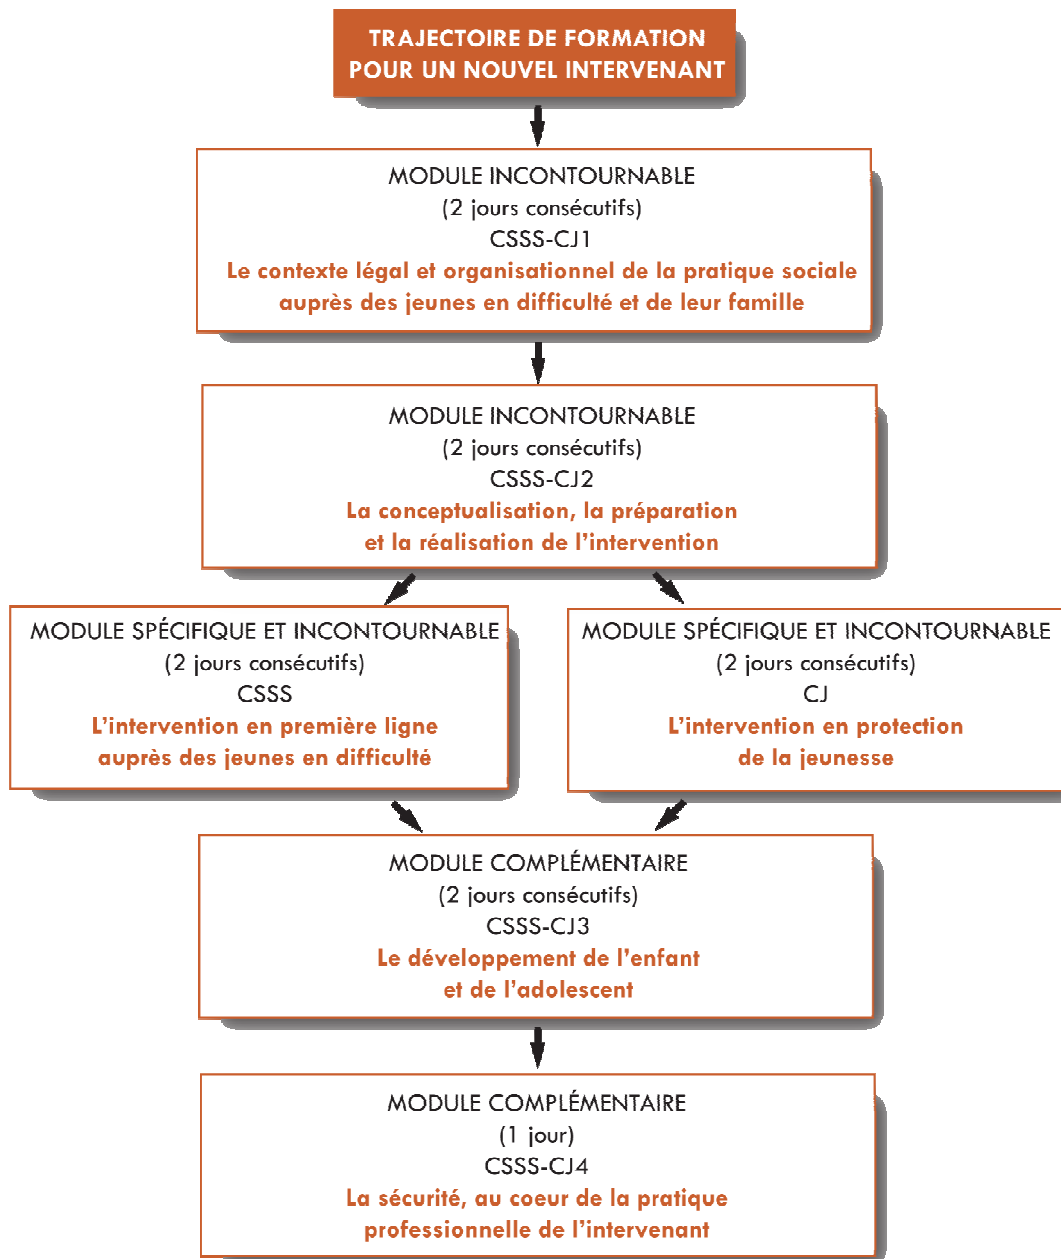 TRAJECTOIRE DE FORMATION
POUR UN NOUVEL INTERVENANT
MODULE INCONTOURNABLE
(2 jours consécutifs)
CSSS-CJ1
Le contexte légal et organisationnel de la pratique sociale
auprès des jeunes en difficulté et de leur famille
MODULE INCONTOURNABLE
(2 jours consécutifs)
CSSS-CJ2
La conceptualisation, la préparation
et la réalisation de l'intervention
MODULE SPÉCIFIQUE ET INCONTOURNABLE
(2 jours consécutifs)
CSSS
L'intervention en première ligne
auprès des jeunes en difficulté
MODULE SPÉCIFIQUE ET INCONTOURNABLE
(2 jours consécutifs)
CJ
L'intervention en protection
de la jeunesse
MODULE COMPLÉMENTAIRE
(2 jours consécutifs)
CSSS-CJ3
Le développement de l'enfant
et de l'adolescent
MODULE COMPLÉMENTAIRE
(1 jour)
CSSS-CJ4
La sécurité, au coeur de la pratique
professionnelle de l'intervenant